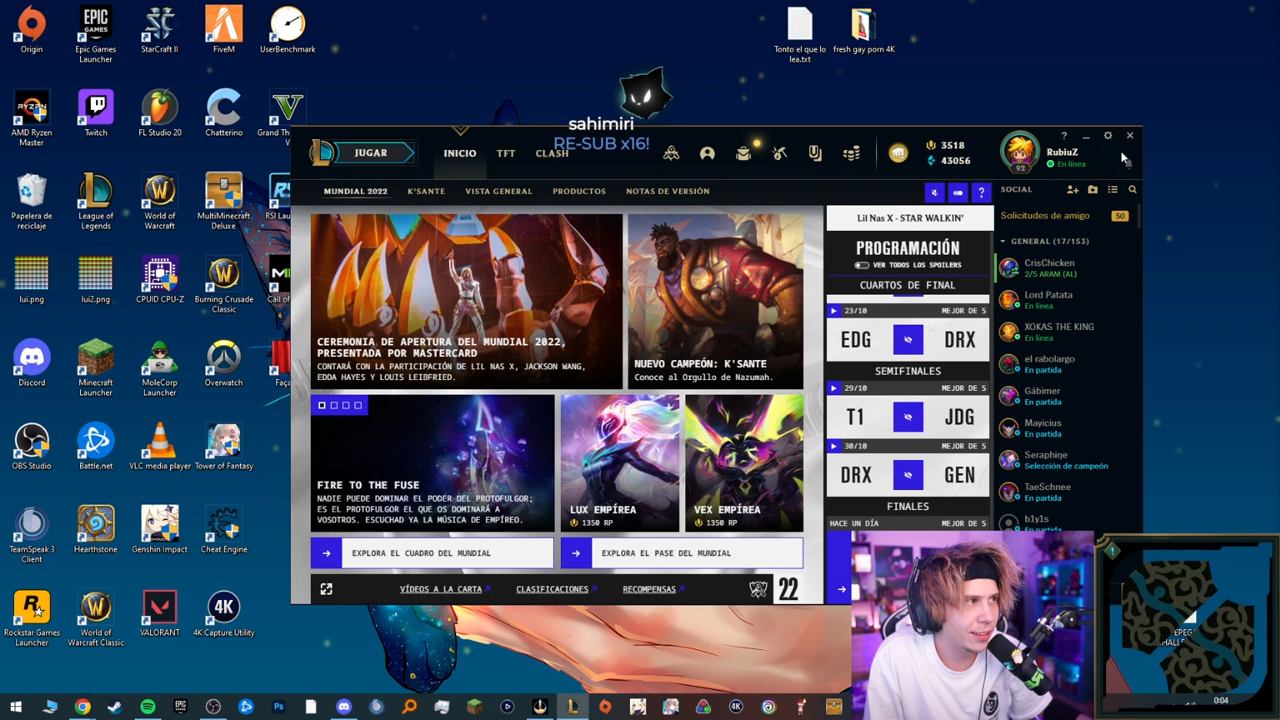 Origin
Epic Games
Launcher
StarCraft II
FiveM
UserBenchmark
Tonto el que lo
lea.txt
fresh gay porn 4K
AMD Ryzen
Master
Twitch
FL Studio 20
Chatterino
Grand Th
Papelera de
reciclaje
League of
Legends
World of
Warcraft
MultiMinecraft
Deluxe
RSI Lau
lui.png
lui2.png
CPUID CPU-Z
Burning Crusade
Classic
Call of
Discord
Minecraft
Launcher
MoleCorp
Launcher
Overwatch
Faça
OBS Studio
Battle.net
VLC media player
Tower of Fantasy
TeamSpeak 3
Client
Hearthstone
Genshin Impact
Cheat Engine
Rockstar Games
Launcher
World of
Warcraft Classic
VALORANT
4K
4K Capture Utility
sahimiri
RE-SUB x16!
JUGAR
INICIO
TFT
CLASH
3518
43056
92
RubiuZ
En línea
MUNDIAL 2022
K'SANTE
VISTA GENERAL
PRODUCTOS
NOTAS DE VERSIÓN
SOCIAL
Solicitudes de amigo
50
GENERAL (17/153)
CrisChicken
2/5 ARAM (AL)
Lord Patata
En línea
XOKAS THE KING
En línea
el rabolargo
En partida
Gábimer
En partida
Mayicius
En partida
Seraphine
Selección de campeón
TaeSchnee
En partida
b1y1s
CEREMONIA DE APERTURA DEL MUNDIAL 2022,
PRESENTADA POR MASTERCARD
CONTARÁ CON LA PARTICIPACIÓN DE LIL NAS X, JACKSON WANG,
EDDA HAYES Y LOUIS LEIBFRIED.
NUEVO CAMPEÓN: K'SANTE
Conoce al Orgullo de Nazumah.
FIRE TO THE FUSE
NADIE PUEDE DOMINAR EL PODER DEL PROTOFULGOR;
ES EL PROTOFULGOR EL QUE OS DOMINARÁ A
VOSOTROS. ESCUCHAD YA LA MÚSICA DE EMPÍREO.
LUX EMPÍREA
1350 RP
VEX EMPÍREA
1350 RP
EXPLORA EL CUADRO DEL MUNDIAL
EXPLORA EL PASE DEL MUNDIAL
VÍDEOS A LA CARTA
CLASIFICACIONES
RECOMPENSAS
22
Lil Nas X - STAR WALKIN'
PROGRAMACIÓN
VER TODOS LOS SPOILERS
CUARTOS DE FINAL
23/10
MEJOR DE 5
EDG
DRX
SEMIFINALES
29/10
MEJOR DE 5
T1
JDG
30/10
MEJOR DE 5
DRX
GEN
FINALES
HACE UN DÍA
MEJOR DE 5
0:04